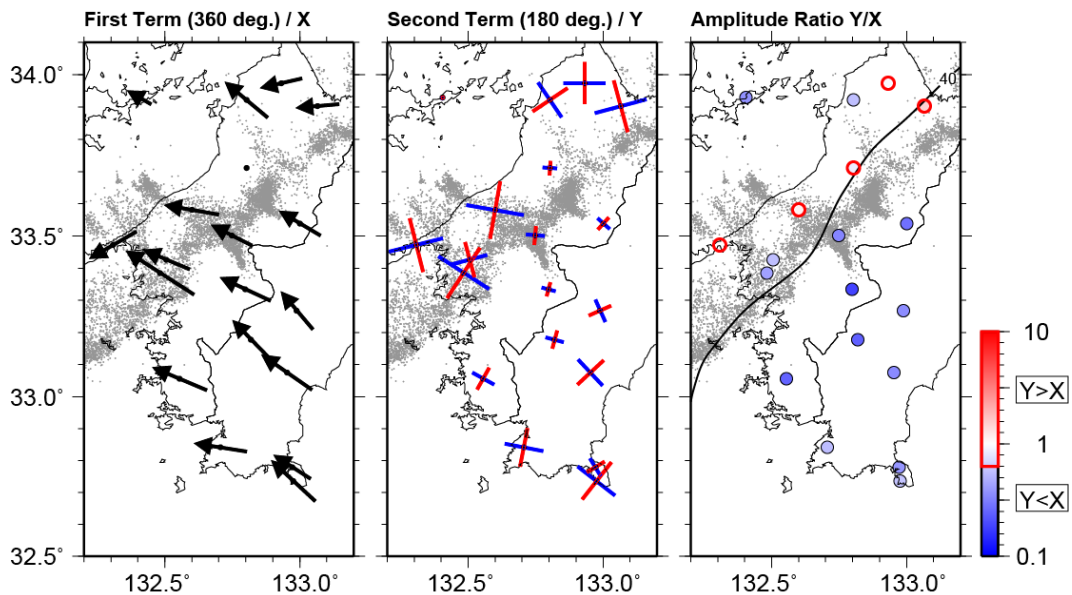 First Term (360 deg.) / X
Second Term (180 deg.) / Y
Amplitude Ratio Y/X
34.0˚
33.5˚
33.0˚
32.5˚
40
10
Y>X
1
Y<X
0.1
132.5˚ 133.0˚
132.5˚ 133.0˚
132.5˚ 133.0˚